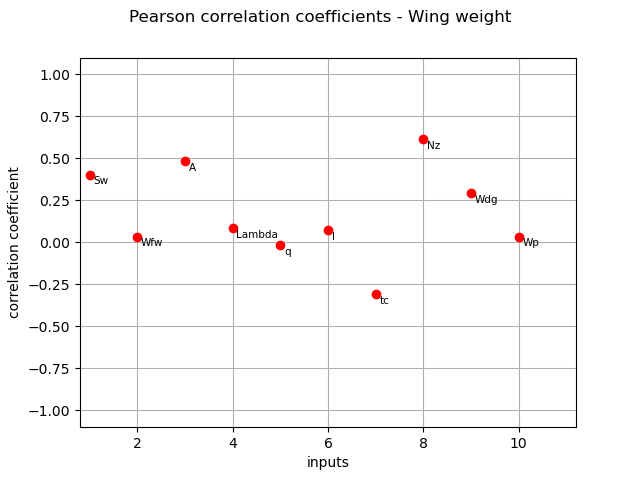 Pearson correlation coefficients - Wing weight
correlation coefficient
1.00
0.75
0.50
0.25
0.00
−0.25
−0.50
−0.75
−1.00
Sw
Wfw
A
Lambda
q
l
tc
Nz
Wdg
Wp
2 4 6 8 10
inputs